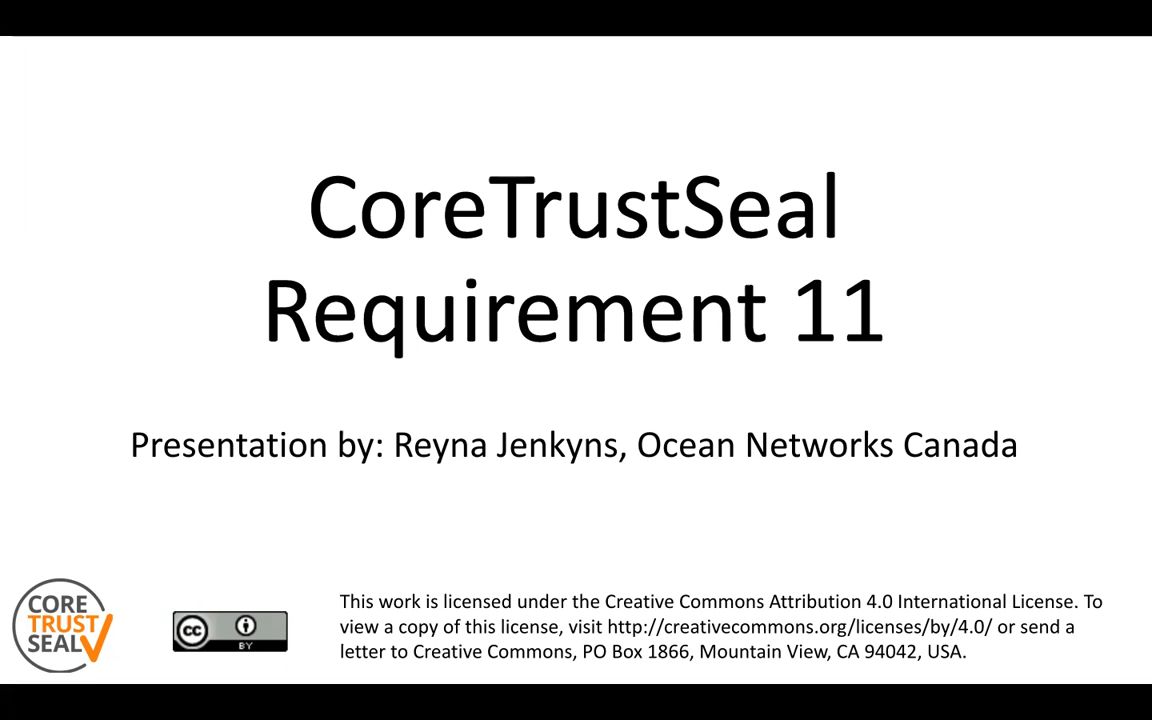 CoreTrustSeal
Requirement 11
Presentation by: Reyna Jenkyns, Ocean Networks Canada
CORE
TRUST
SEAL
cc
BY
This work is licensed under the Creative Commons Attribution 4.0 International License. To
view a copy of this license, visit http://creativecommons.org/licenses/by/4.0/ or send a
letter to Creative Commons, PO Box 1866, Mountain View, CA 94042, USA.